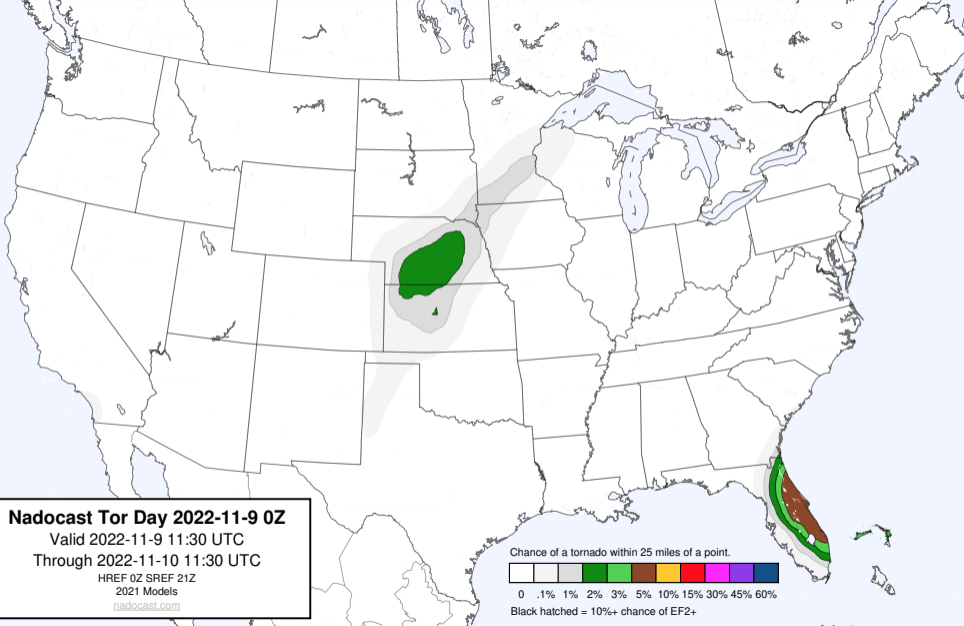 Nadocast Tor Day 2022-11-9 0Z
Valid 2022-11-9 11:30 UTC
Through 2022-11-10 11:30 UTC
HREF 0Z SREF 21Z
2021 Models
nadocast.com
Chance of a tornado within 25 miles of a point.
0 .1% 1% 2% 3% 5% 10% 15% 30% 45% 60%
Black hatched = 10%+ chance of EF2+